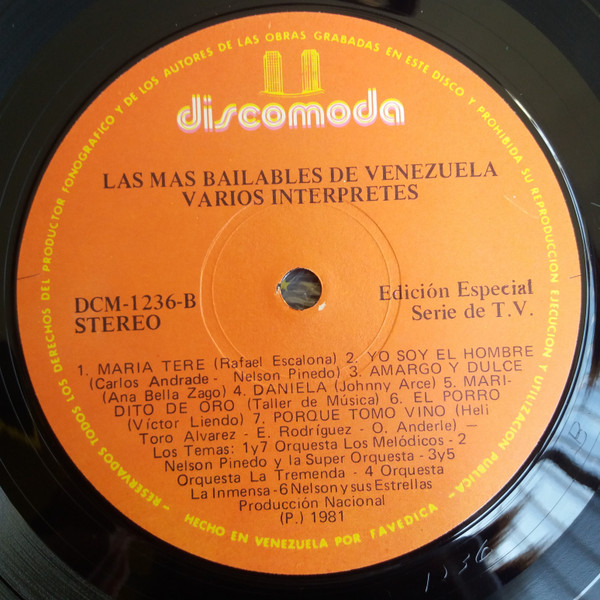 RESERVADOS TODOS LOS DERECHOS DEL PRODUCTOR FONOGRAFICO Y DE LOS AUTORES DE LAS OBRAS GRABADAS EN ESTE DISCO Y PROHIBIDA SU REPRODUCCION EJECUCION Y UTILIZACION PUBLICA -
discomoda
LAS MAS BAILABLES DE VENEZUELA
VARIOS INTERPRETES
DCM-1236-B
STEREO
Edición Especial
Serie de T.V.
1. MARIA TERE (Rafael Escalona) 2. YO SOY EL HOMBRE
(Carlos Andrade - Nelson Pinedo) 3. AMARGO Y DULCE
(Ana Bella Zago) 4. DANIELA (Johnny Arce) 5. MARI-
DITO DE ORO (Taller de Música) 6. EL PORRO
(Víctor Liendo) 7. PORQUE TOMO VINO (Heli
Toro Alvarez - E. Rodríguez - O. Anderle) —
Los Temas: 1y7 Orquesta Los Melódicos - 2
Nelson Pinedo y la Super Orquesta - 3y5
Orquesta La Tremenda - 4 Orquesta
La Inmensa - 6 Nelson y sus Estrellas
Producción Nacional
(P.) 1981
- HECHO EN VENEZUELA POR FAVEDICA -